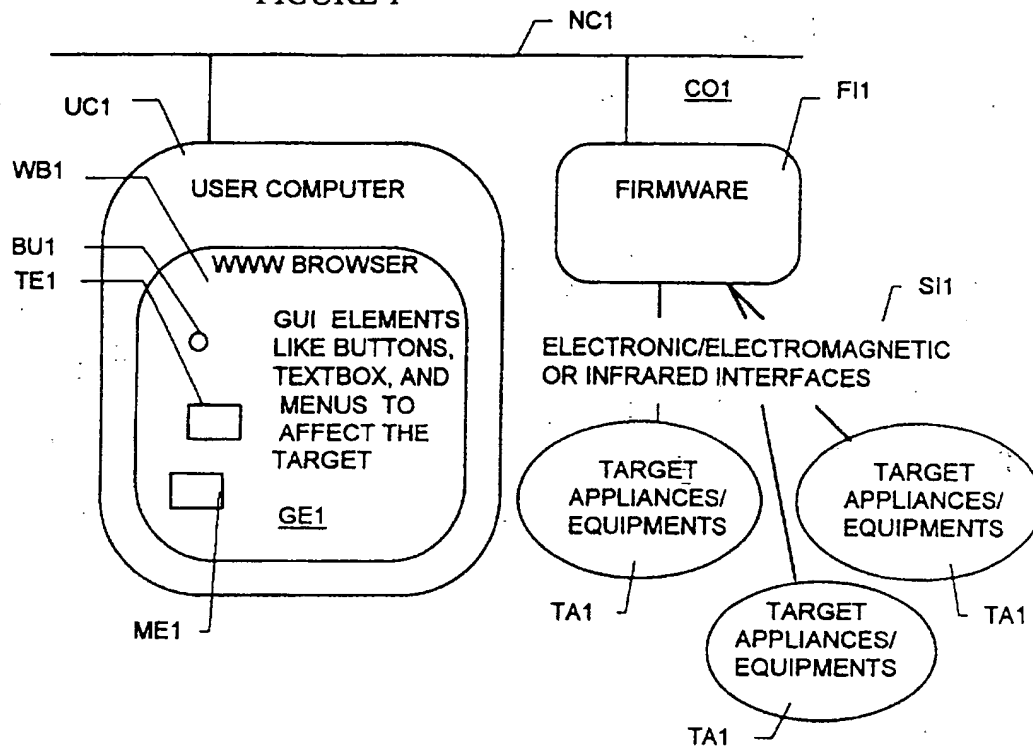 NC1
CO1
FI1
UC1
WB1
USER COMPUTER
FIRMWARE
BU1
TE1
WWW BROWSER
SI1
GUI ELEMENTS
LIKE BUTTONS,
TEXTBOX, AND
MENUS TO
AFFECT THE
TARGET
ELECTRONIC/ELECTROMAGNETIC
OR INFRARED INTERFACES
GE1
TARGET
APPLIANCES/
EQUIPMENTS
TARGET
APPLIANCES/
EQUIPMENTS
ME1
TA1
TARGET
APPLIANCES/
EQUIPMENTS
TA1
TA1